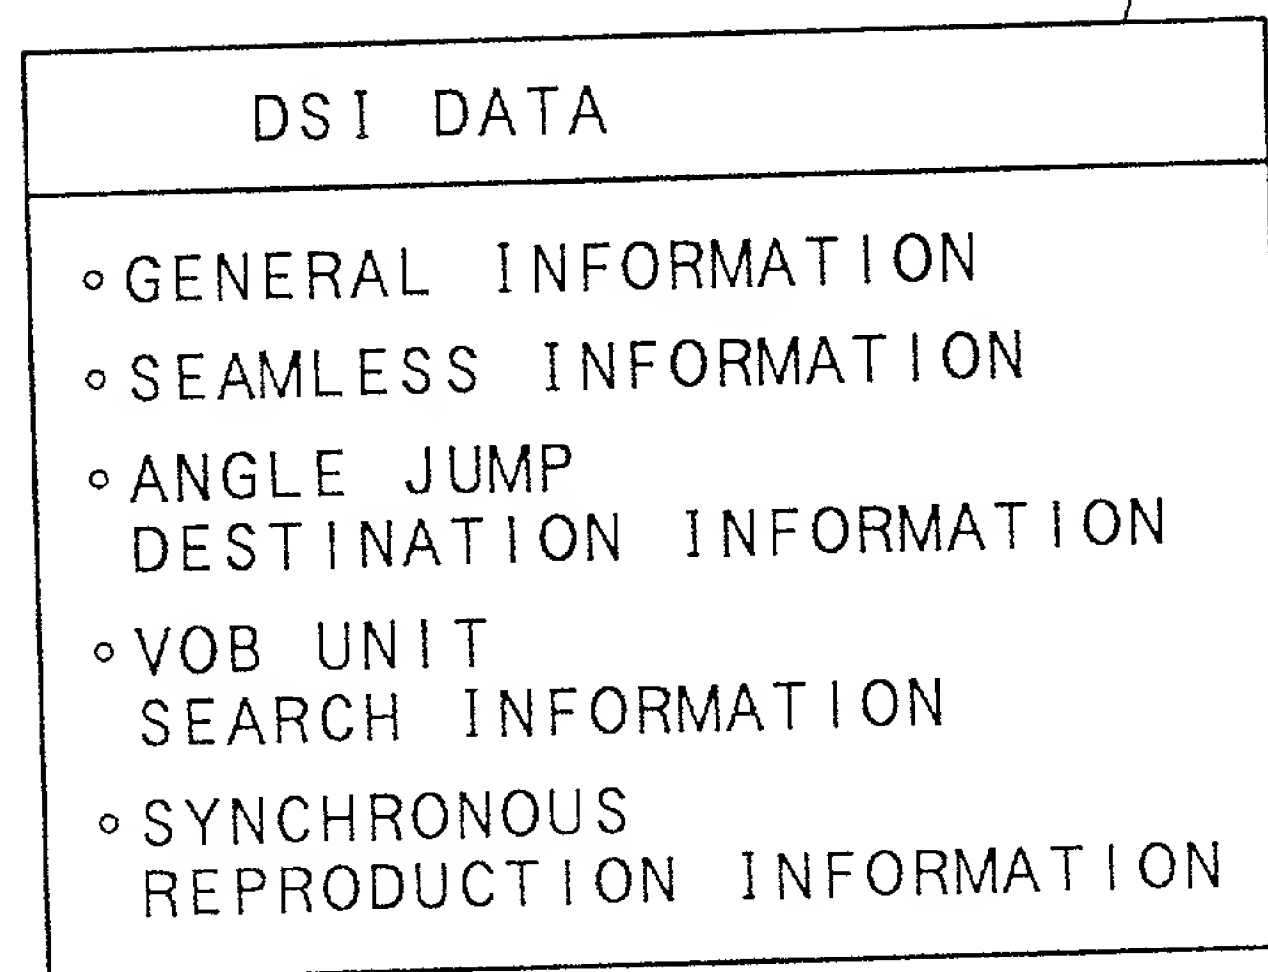 DSI DATA
◦ GENERAL INFORMATION
◦ SEAMLESS INFORMATION
◦ ANGLE JUMP
DESTINATION INFORMATION
◦ VOB UNIT
SEARCH INFORMATION
◦ SYNCHRONOUS
REPRODUCTION INFORMATION